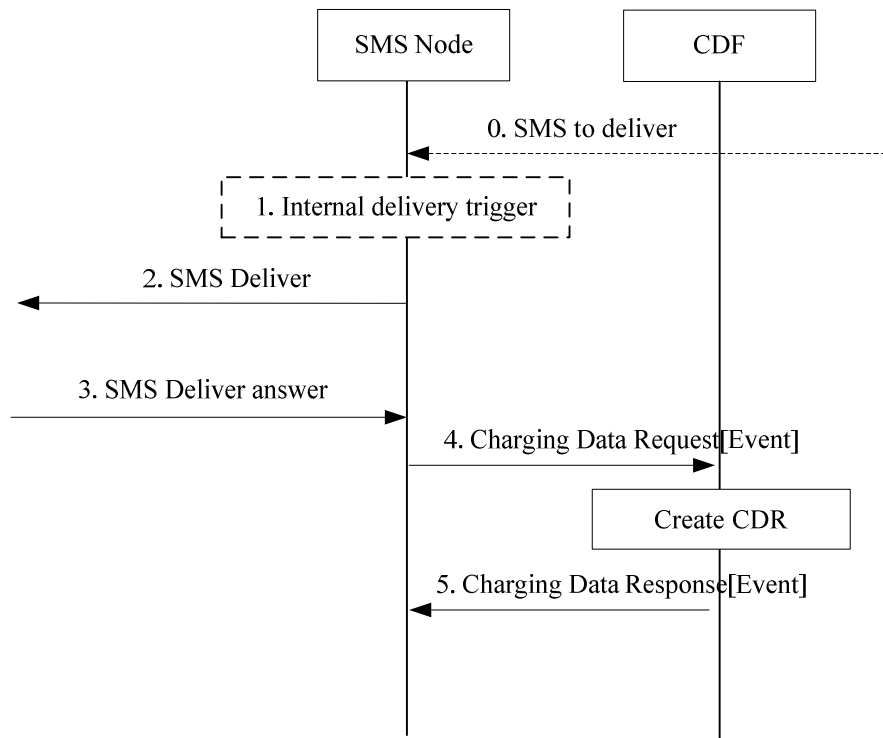 SMS Node
CDF
0. SMS to deliver
1. Internal delivery trigger
2. SMS Deliver
3. SMS Deliver answer
4. Charging Data Request[Event]
Create CDR
5. Charging Data Response[Event]